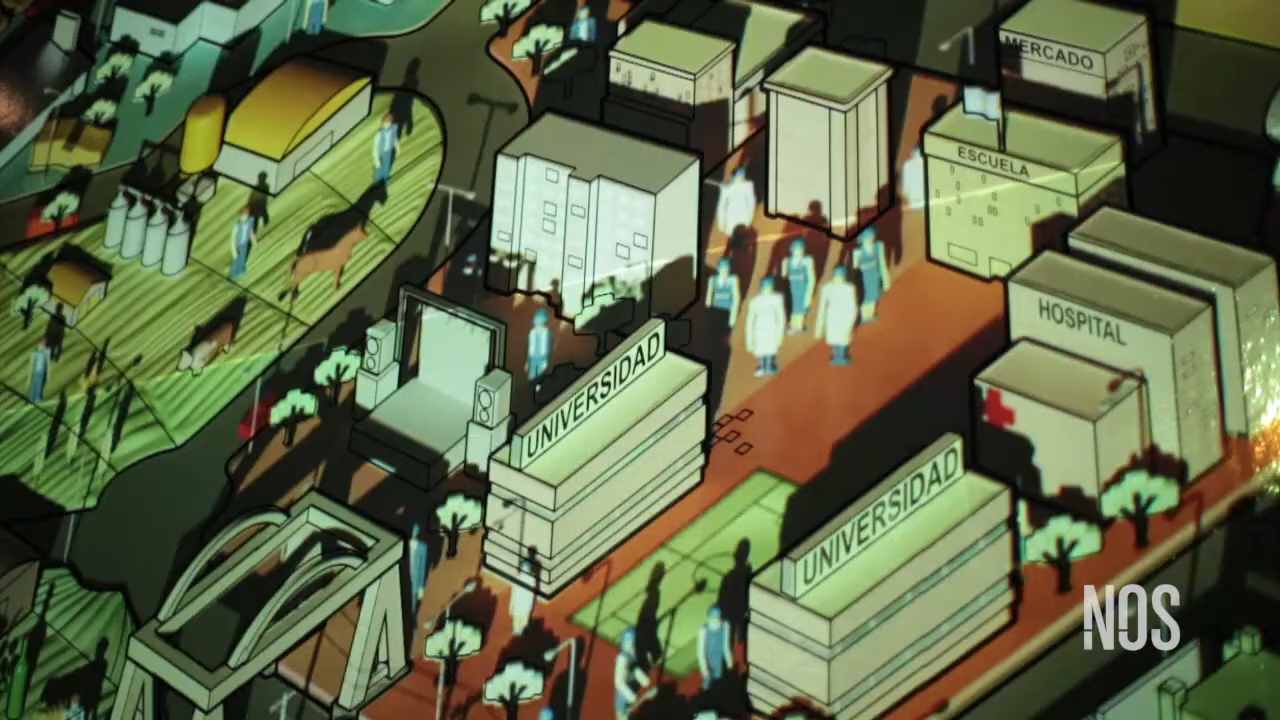 MERCADO
ESCUELA
HOSPITAL
UNIVERSIDAD
UNIVERSIDAD
NOS